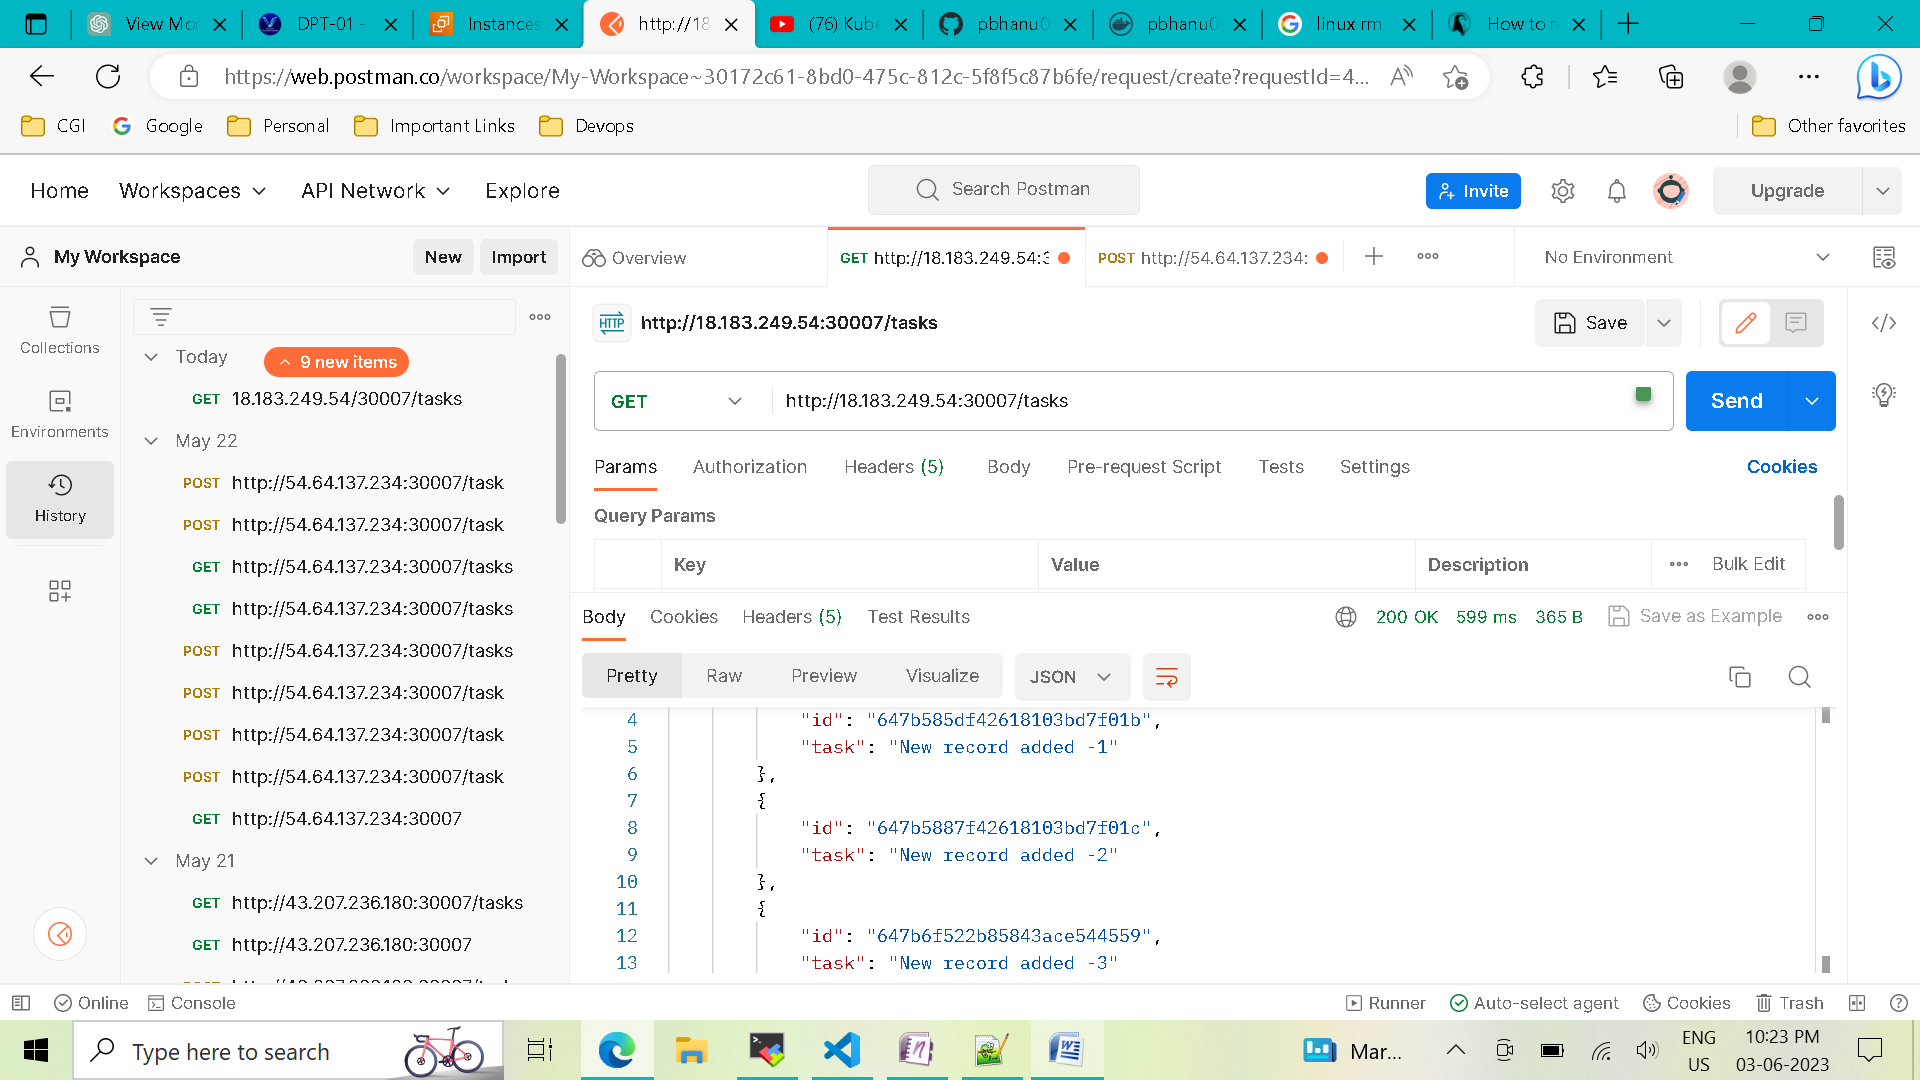 View Mor
DPT-01 -
Instances
http://18.
(76) Kube
pbhanu0
pbhanu0
linux rm
How to r
https://web.postman.co/workspace/My-Workspace~30172c61-8bd0-475c-812c-5f8f5c87b6fe/request/create?requestId=4...
CGI
Google
Personal
Important Links
Devops
Other favorites
Home
Workspaces
API Network
Explore
Search Postman
Invite
Upgrade
My Workspace
New
Import
Overview
GET http://18.183.249.54:3
POST http://54.64.137.234:
No Environment
Collections
Environments
History
Today
9 new items
GET 18.183.249.54/30007/tasks
May 22
POST http://54.64.137.234:30007/task
POST http://54.64.137.234:30007/task
GET http://54.64.137.234:30007/tasks
GET http://54.64.137.234:30007/tasks
POST http://54.64.137.234:30007/tasks
POST http://54.64.137.234:30007/task
POST http://54.64.137.234:30007/task
POST http://54.64.137.234:30007/task
GET http://54.64.137.234:30007
May 21
GET http://43.207.236.180:30007/tasks
GET http://43.207.236.180:30007
HTTP http://18.183.249.54:30007/tasks
Save
GET http://18.183.249.54:30007/tasks
Send
Params Authorization Headers (5) Body Pre-request Script Tests Settings Cookies
Query Params
Key Value Description Bulk Edit
Body Cookies Headers (5) Test Results 200 OK 599 ms 365 B Save as Example
Pretty Raw Preview Visualize JSON
4 "id": "647b585df42618103bd7f01b",
5 "task": "New record added -1"
6 },
7 {
8 "id": "647b5887f42618103bd7f01c",
9 "task": "New record added -2"
10 },
11 {
12 "id": "647b6f522b85843ace544559",
13 "task": "New record added -3"
Online Console Runner Auto-select agent Cookies Trash
Type here to search
Mar...
ENG
US
10:23 PM
03-06-2023